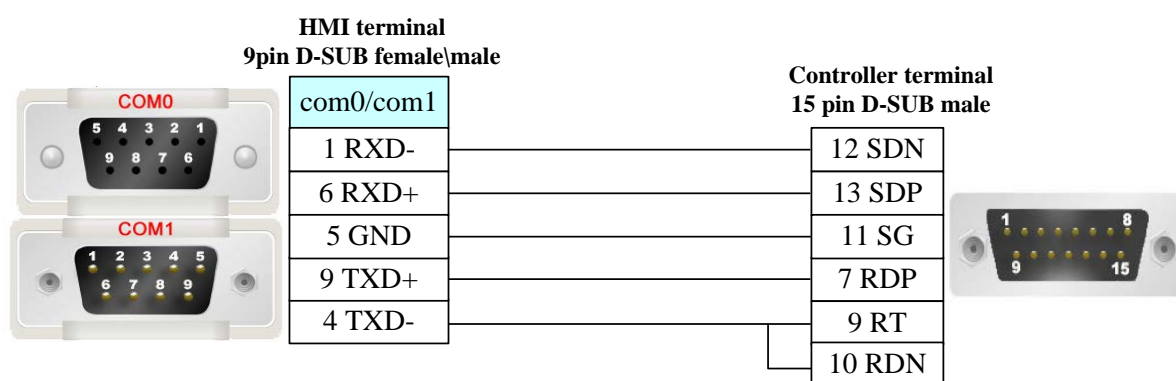 HMI terminal
9pin D-SUB female\male
Controller terminal
15 pin D-SUB male
COM0
5 4 3 2 1
9 8 7 6
COM1
1 2 3 4 5
6 7 8 9
com0/com1
1 RXD-
12 SDN
6 RXD+
13 SDP
5 GND
11 SG
9 TXD+
7 RDP
4 TXD-
9 RT
10 RDN
1 8
9 15